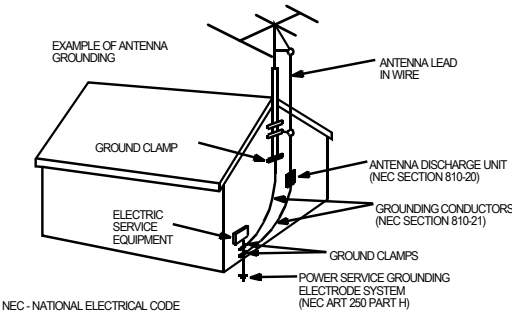 EXAMPLE OF ANTENNA
GROUNDING
ANTENNA LEAD
IN WIRE
GROUND CLAMP
ANTENNA DISCHARGE UNIT
(NEC SECTION 810-20)
ELECTRIC
SERVICE
EQUIPMENT
GROUNDING CONDUCTORS
(NEC SECTION 810-21)
GROUND CLAMPS
POWER SERVICE GROUNDING
ELECTRODE SYSTEM
(NEC ART 250 PART H)
NEC - NATIONAL ELECTRICAL CODE